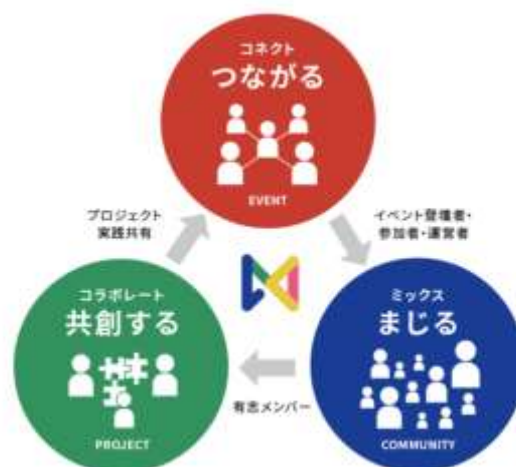 コネクト
つながる
EVENT
プロジェクト
実践共有
イベント登壇者・
参加者・運営者
コラボレート
共創する
PROJECT
ミックス
まじる
COMMUNITY
有志メンバー